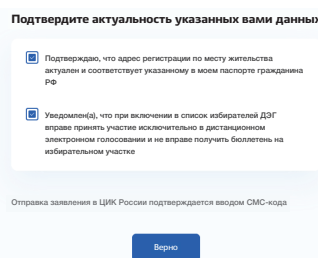 Подтвердите актуальность указанных вами данных
Подтверждаю, что адрес регистрации по месту жительства
актуален и соответствует указанному в моем паспорте гражданина
РФ
Уведомлен(а), что при включении в список избирателей ДЭГ
вправе принять участие исключительно в дистанционном
электронном голосовании и не вправе получить бюллетень на
избирательном участке
Отправка заявления в ЦИК России подтверждается вводом СМС-кода
Верно